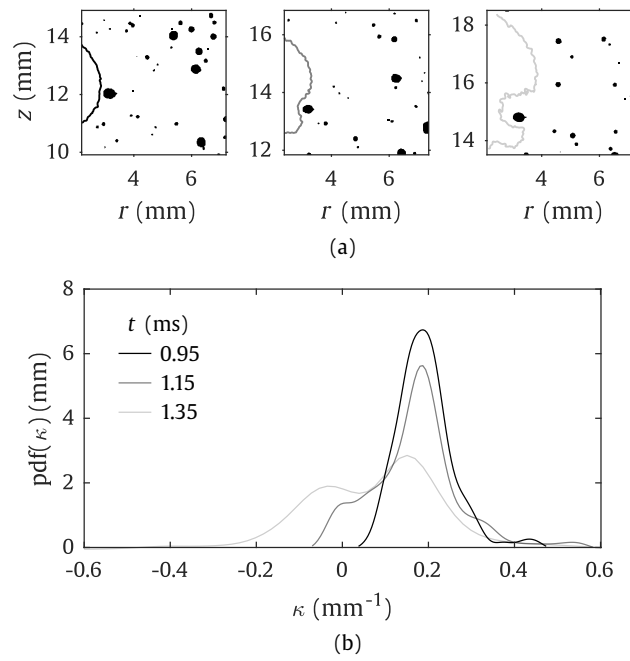 14
12
10
z (mm)
4 6
r (mm)
16
14
12
4 6
r (mm)
18
16
14
4 6
r (mm)
(a)
8
6
4
2
0
pdf(κ) (mm)
t (ms)
0.95
1.15
1.35
-0.6 -0.4 -0.2 0 0.2 0.4 0.6
κ (mm⁻¹)
(b)